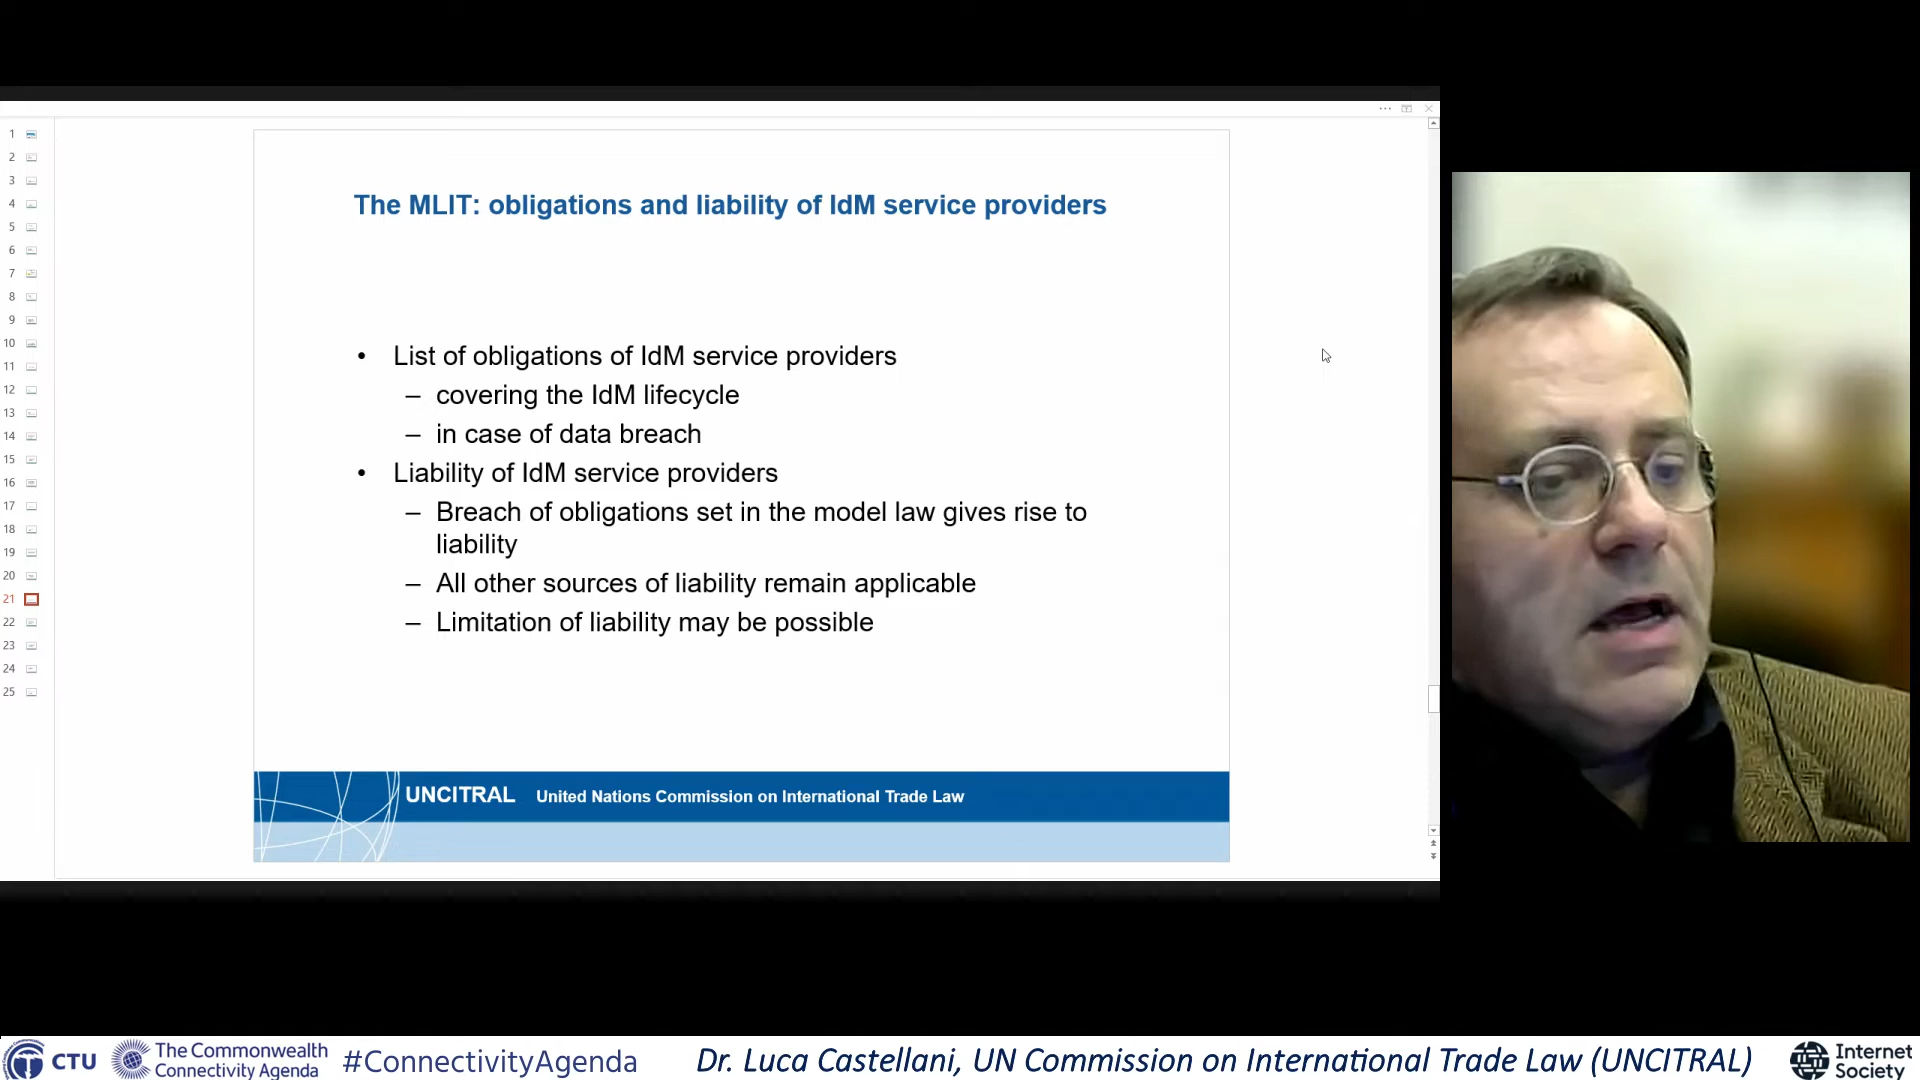 1
2
3
4
5
6
7
8
9
10
11
12
13
14
15
16
17
18
19
20
21
22
23
24
25
The MLIT: obligations and liability of IdM service providers
• List of obligations of IdM service providers
– covering the IdM lifecycle
– in case of data breach
• Liability of IdM service providers
– Breach of obligations set in the model law gives rise to
liability
– All other sources of liability remain applicable
– Limitation of liability may be possible
UNCITRAL United Nations Commission on International Trade Law
CTU
The Commonwealth
Connectivity Agenda
#ConnectivityAgenda
Dr. Luca Castellani, UN Commission on International Trade Law (UNCITRAL)
Internet
Society